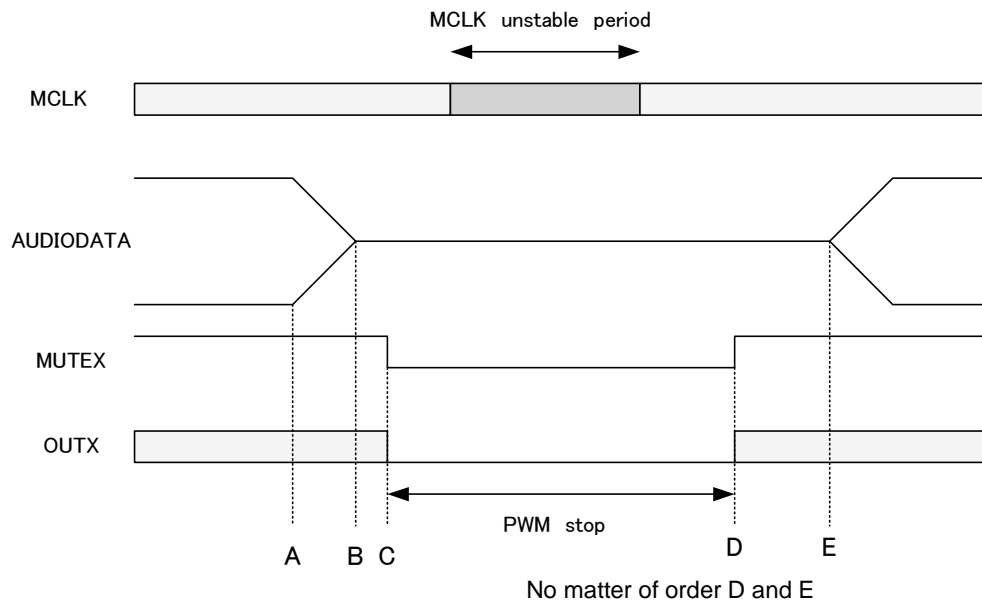 MCLK unstable period
MCLK
AUDIODATA
MUTEX
OUTX
PWM stop
A B C D E
No matter of order D and E